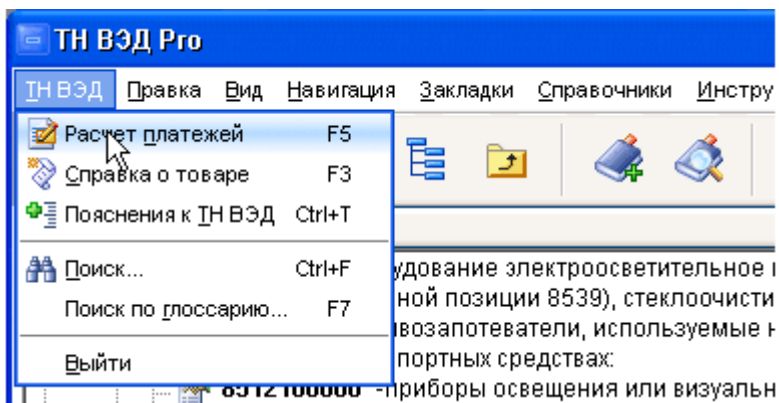 ТН ВЭД Pro
ТН ВЭД Правка Вид Навигация Закладки Справочники Инстру
Расчет платежей F5
Справка о товаре F3
Пояснения к ТН ВЭД Ctrl+T
Поиск... Ctrl+F
Поиск по глоссарию... F7
Выйти
удование электроосветительное
ной позиции 8539), стеклоочисти
возапотеватели, используемые
портных средствах:
8512100000 -приборы освещения или визуальн